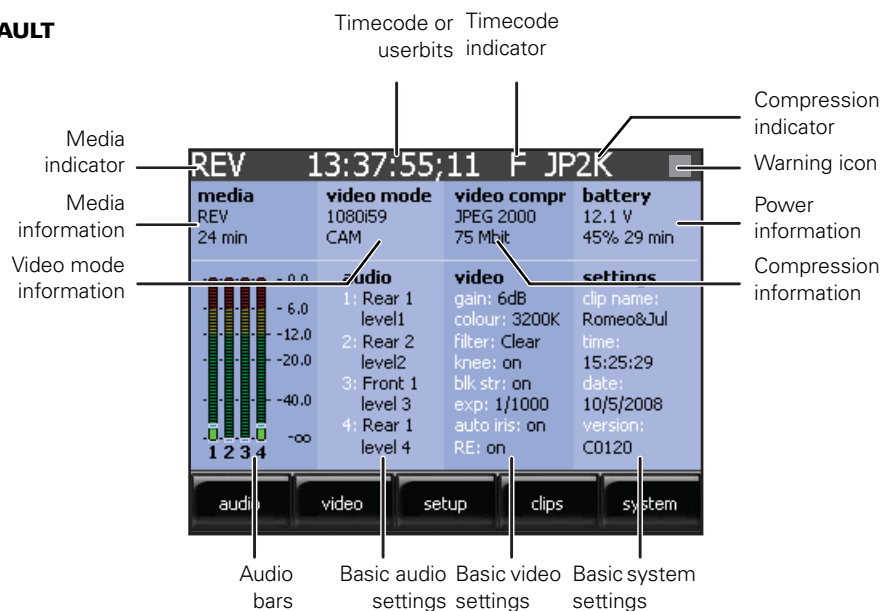 AULT
Timecode or
userbits
Timecode
indicator
Compression
indicator
Media
indicator
Warning icon
Media
information
Power
information
Video mode
information
Compression
information
REV 13:37:55;11 F JP2K
media
REV
24 min
video mode
1080i59
CAM
video compr
JPEG 2000
75 Mbit
battery
12.1 V
45% 29 min
- 0.0
- 6.0
-12.0
-20.0
-40.0
-∞
1 2 3 4
audio
1: Rear 1
level1
2: Rear 2
level2
3: Front 1
level 3
4: Rear 1
level 4
video
gain: 6dB
colour: 3200K
filter: Clear
knee: on
blk str: on
exp: 1/1000
auto iris: on
RE: on
settings
clip name:
Romeo&Jul
time:
15:25:29
date:
10/5/2008
version:
C0120
audio video setup clips system
Audio
bars
Basic audio
settings
Basic video
settings
Basic system
settings